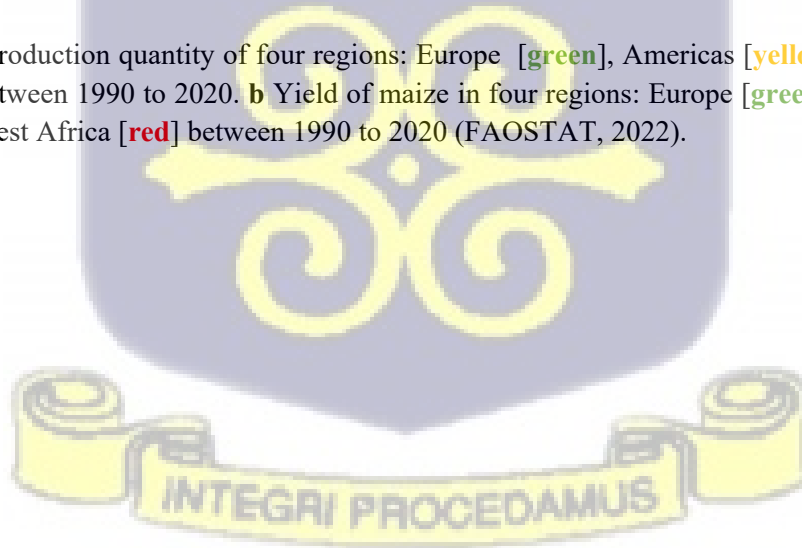 roduction quantity of four regions: Europe [green], Americas [yell
tween 1990 to 2020. b Yield of maize in four regions: Europe [gree
est Africa [red] between 1990 to 2020 (FAOSTAT, 2022).
INTEGRI PROCEDAMUS